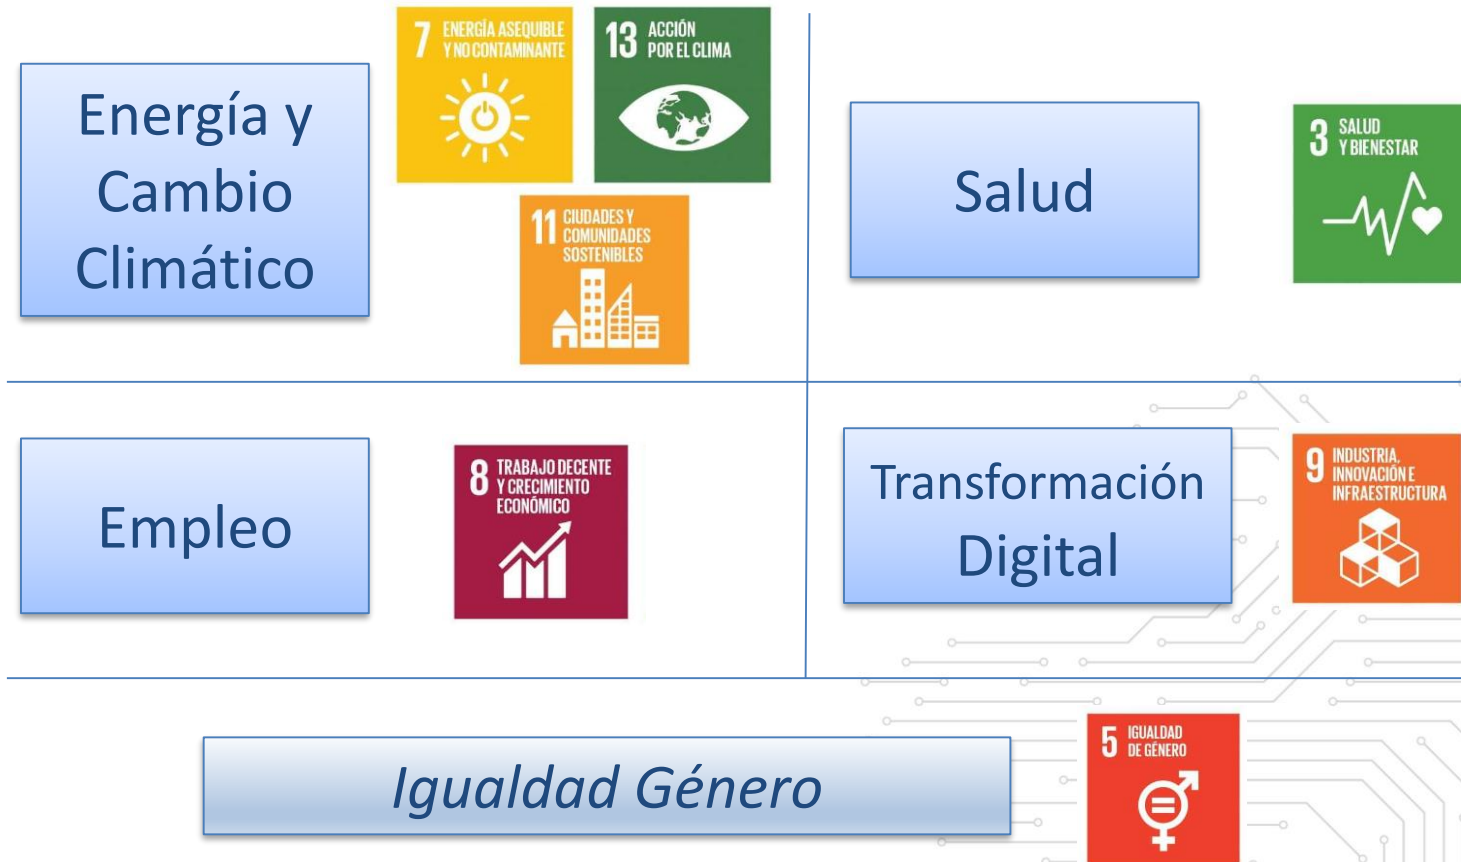 Energía y
Cambio
Climático
7 ENERGÍA ASEQUIBLE
Y NO CONTAMINANTE
13 ACCIÓN
POR EL CLIMA
11 CIUDADES Y
COMUNIDADES
SOSTENIBLES
Salud
3 SALUD
Y BIENESTAR
Empleo
8 TRABAJO DECENTE
Y CRECIMIENTO
ECONÓMICO
Transformación
Digital
9 INDUSTRIA,
INNOVACIÓN E
INFRAESTRUCTURA
Igualdad Género
5 IGUALDAD
DE GÉNERO